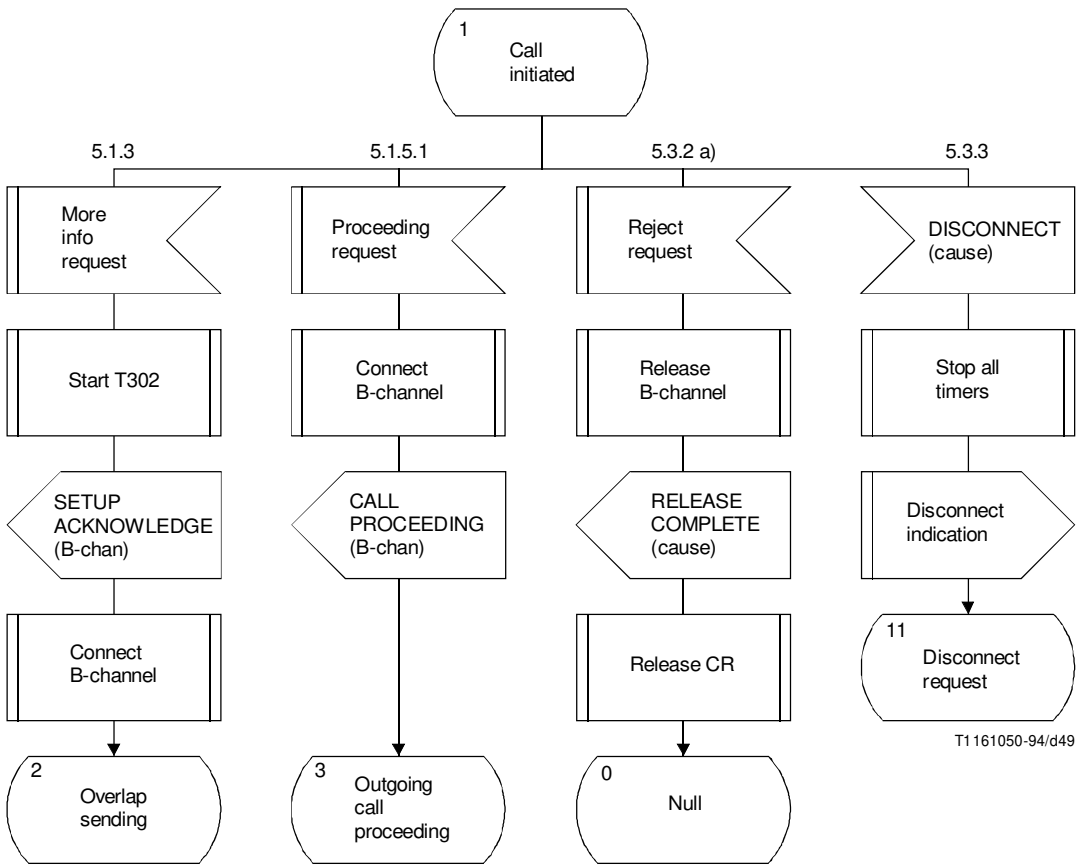 1
Call
initiated
5.1.3
5.1.5.1
5.3.2 a)
5.3.3
More
info
request
Proceeding
request
Reject
request
DISCONNECT
(cause)
Start T302
Connect
B-channel
Release
B-channel
Stop all
timers
SETUP
ACKNOWLEDGE
(B-chan)
CALL
PROCEEDING
(B-chan)
RELEASE
COMPLETE
(cause)
Disconnect
indication
Connect
B-channel
Release CR
11
Disconnect
request
T1161050-94/d49
2
Overlap
sending
3
Outgoing
call
proceeding
0
Null